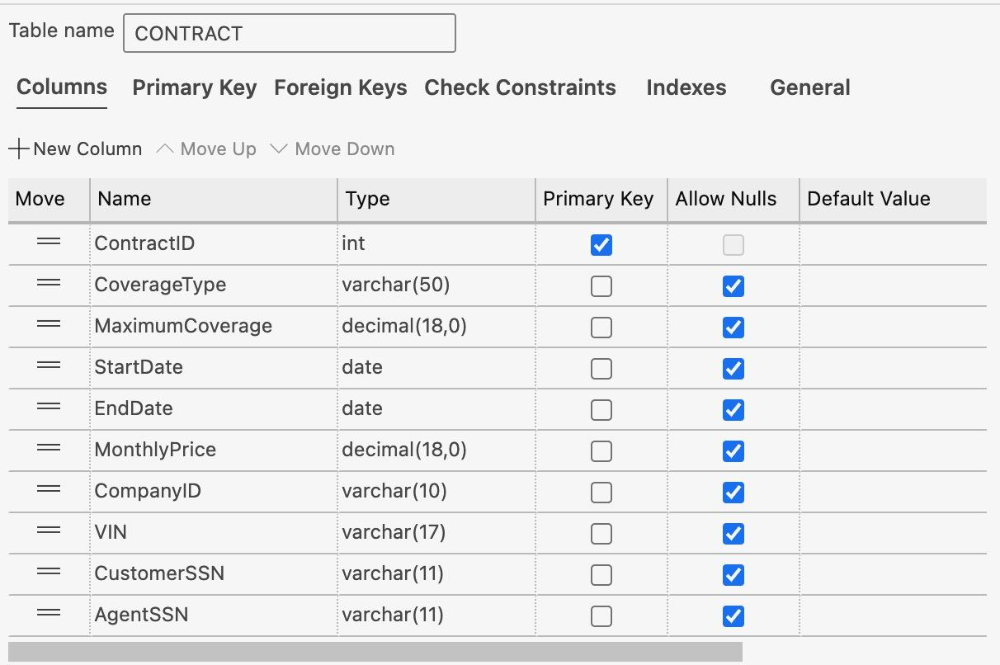 Table name CONTRACT
Columns Primary Key Foreign Keys Check Constraints Indexes General
New Column Move Up Move Down
Move Name Type Primary Key Allow Nulls Default Value
ContractID int
CoverageType varchar(50)
MaximumCoverage decimal(18,0)
StartDate date
EndDate date
MonthlyPrice decimal(18,0)
CompanyID varchar(10)
VIN varchar(17)
CustomerSSN varchar(11)
AgentSSN varchar(11)